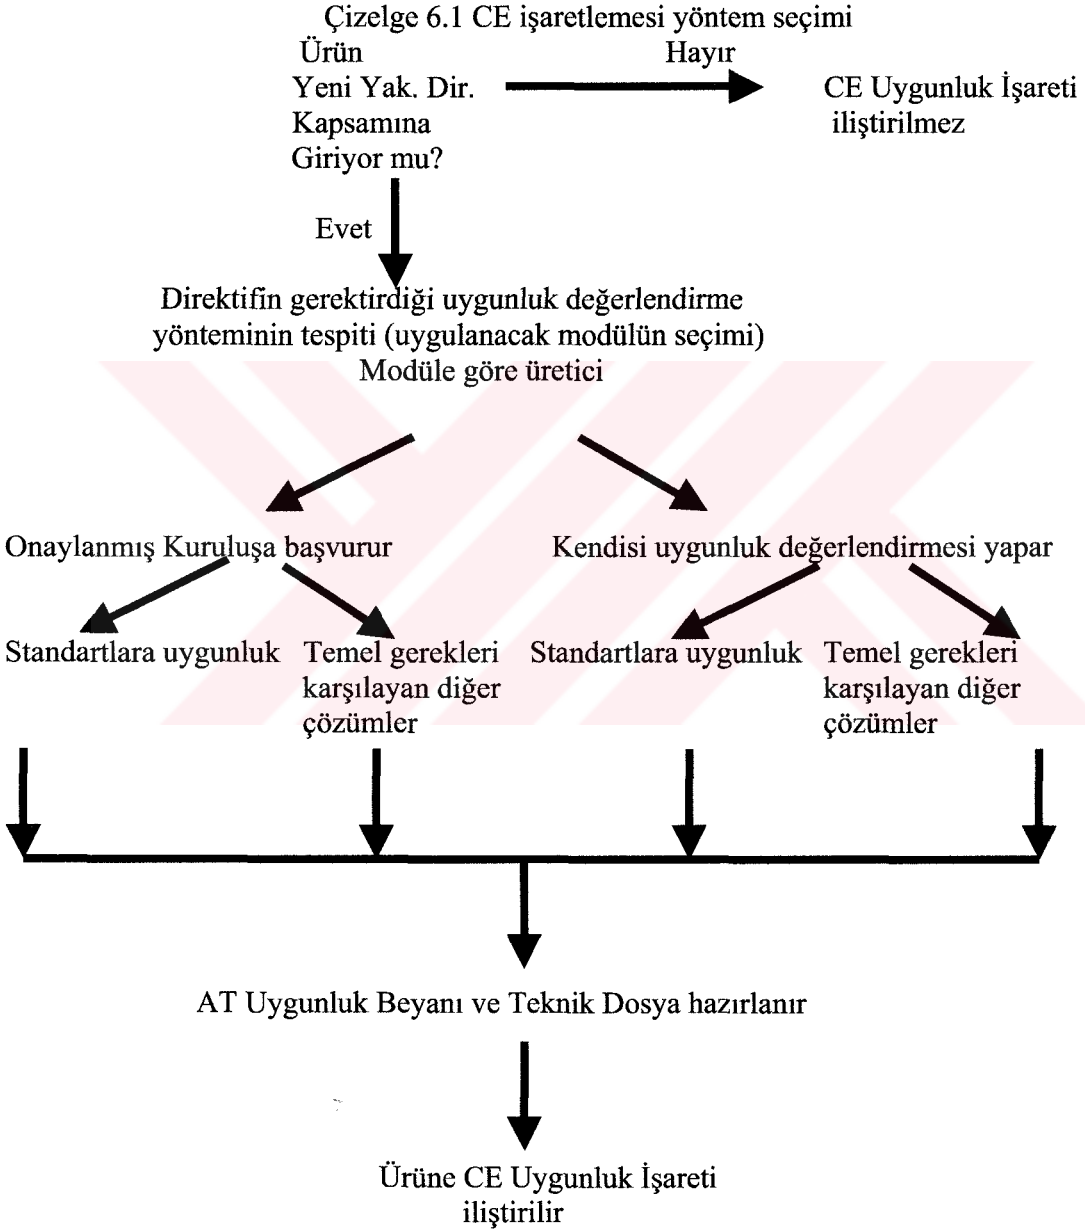 Çizelge 6.1 CE işaretlemesi yöntem seçimi
Ürün
Yeni Yak. Dir.
Kapsamına
Giriyor mu?
Hayır
CE Uygunluk İşareti
iliştirilmez
Evet
Direktifin gerektirdiği uygunluk değerlendirme
yönteminin tespiti (uygulanacak modülün seçimi)
Modüle göre üretici
Onaylanmış Kuruluşa başvurur
Kendisi uygunluk değerlendirmesi yapar
Standartlara uygunluk
Temel gerekleri
karşılayan diğer
çözümler
Standartlara uygunluk
Temel gerekleri
karşılayan diğer
çözümler
AT Uygunluk Beyanı ve Teknik Dosya hazırlanır
Ürüne CE Uygunluk İşareti
iliştirilir